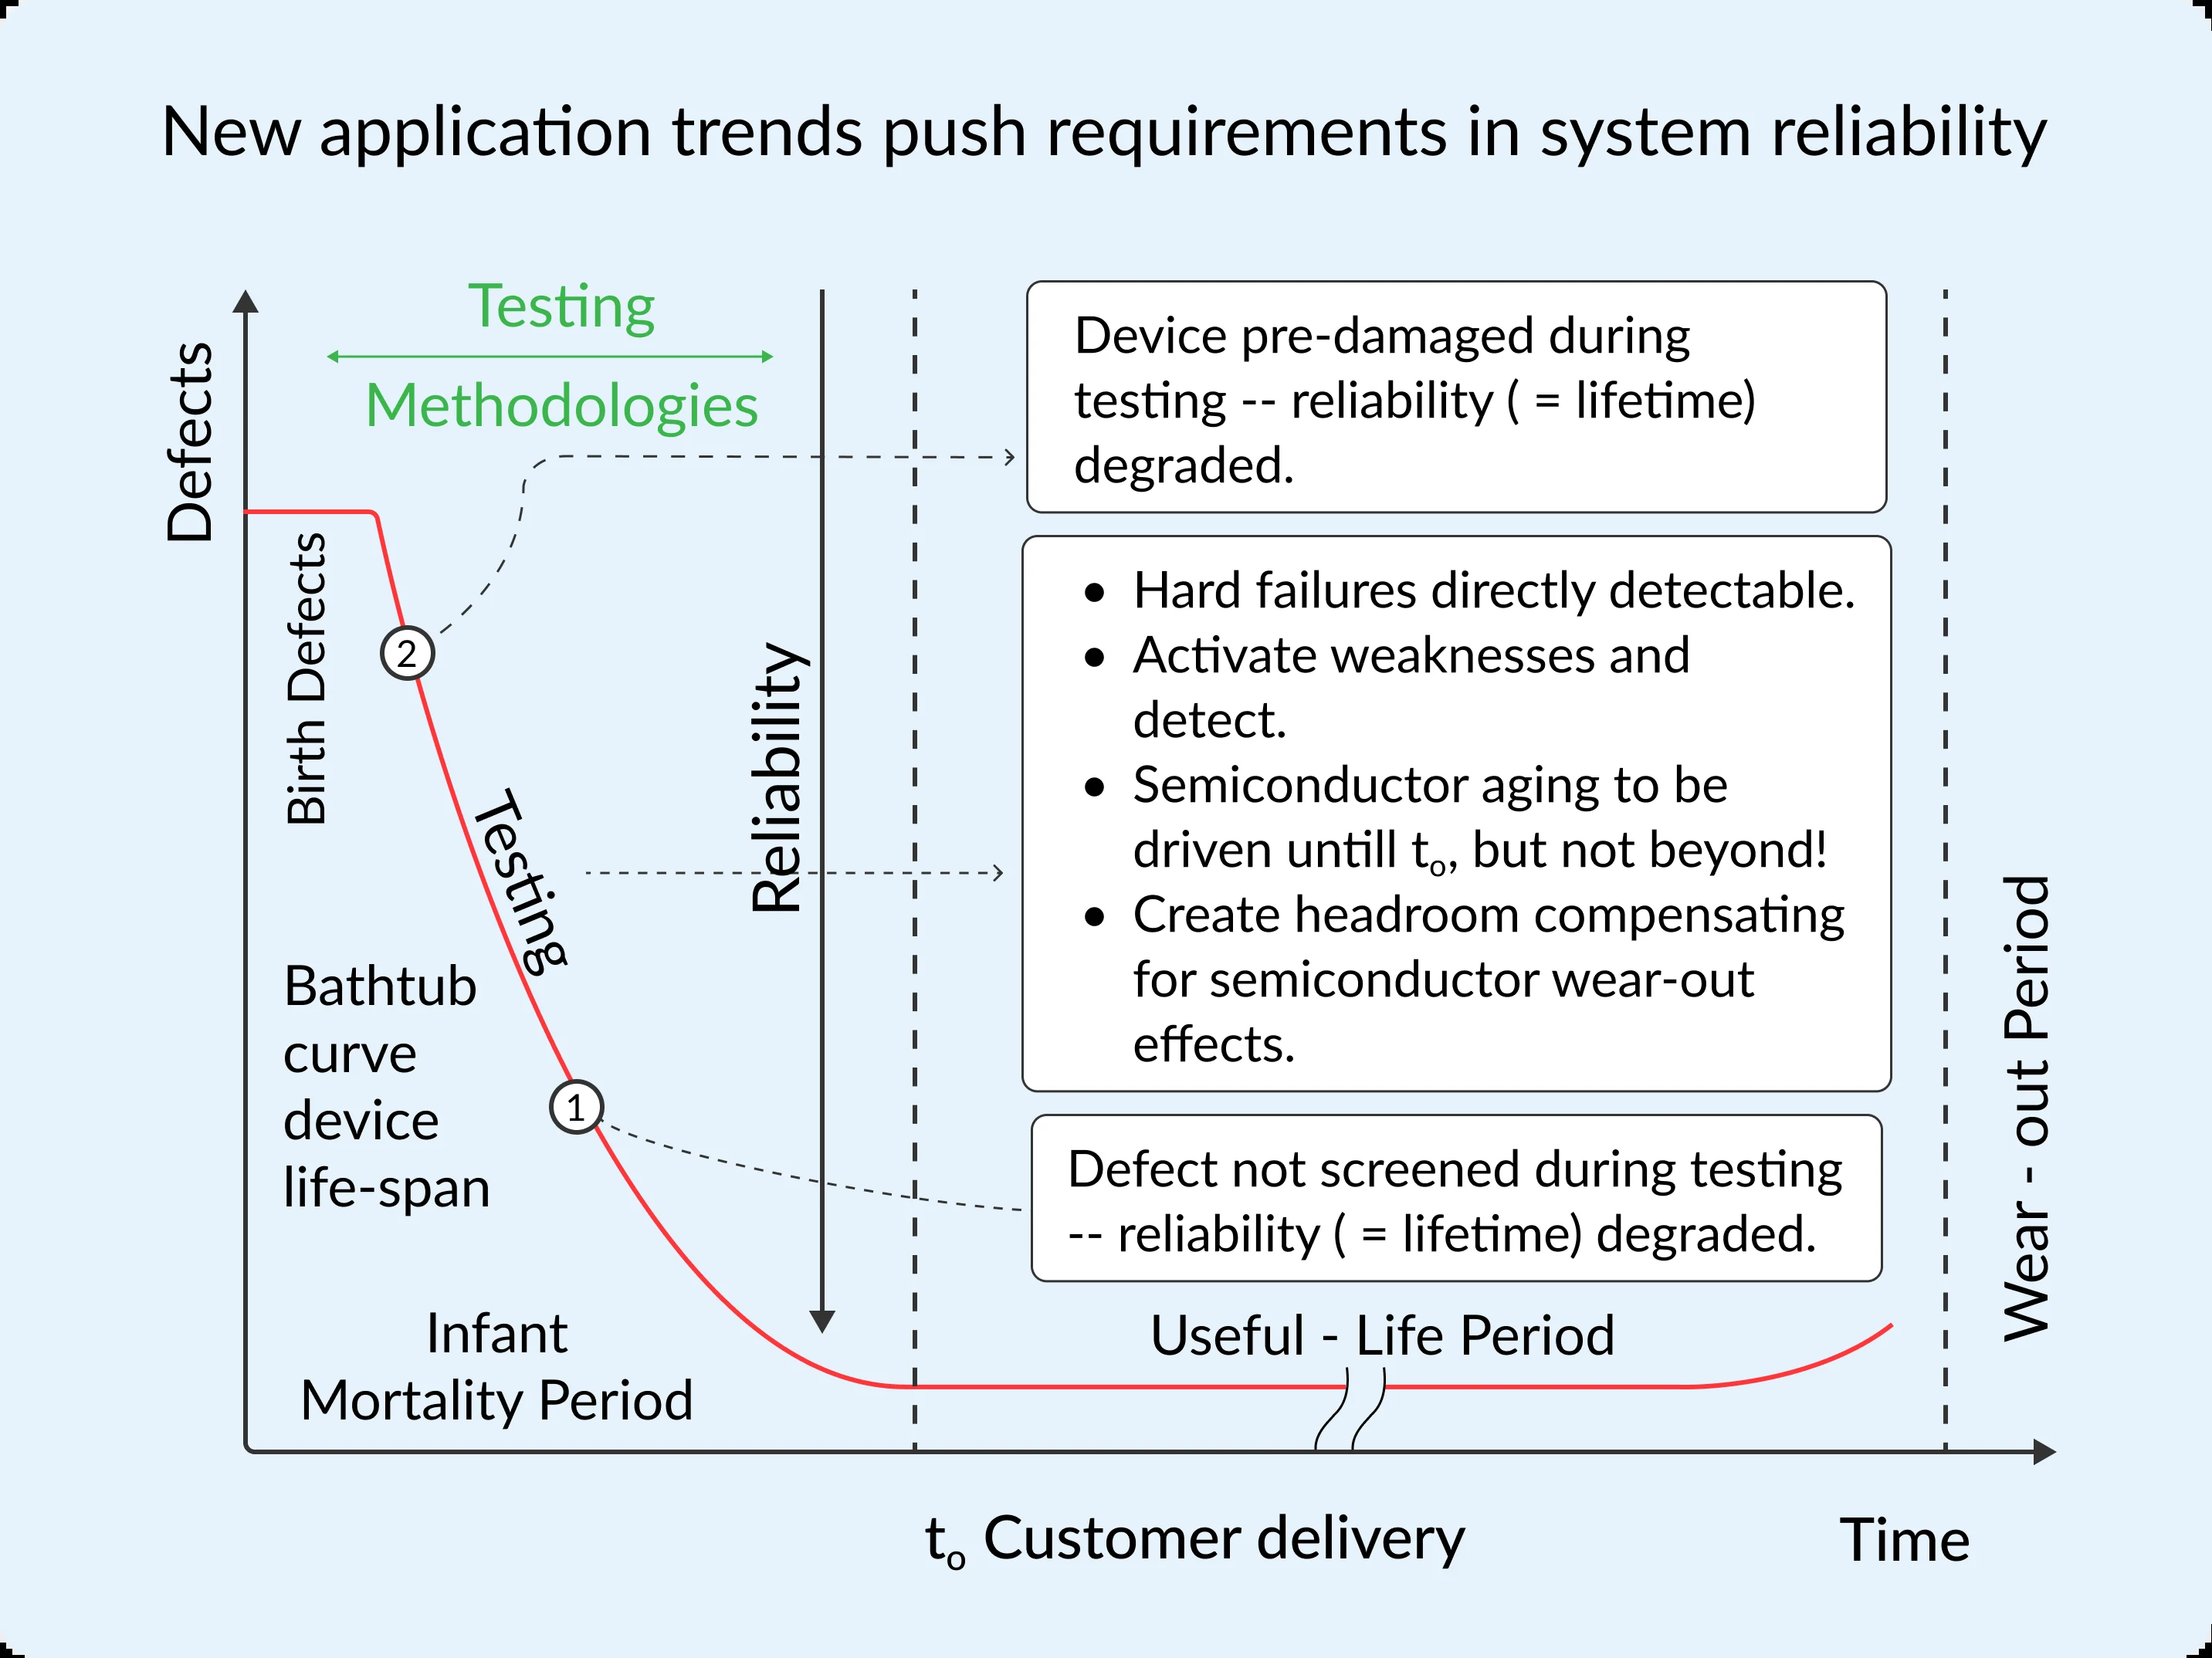 New application trends push requirements in system reliability
Defects
Testing
Methodologies
Birth Defects
2
Testing
Reliability
Bathtub
curve
device
life-span
1
Infant
Mortality Period
Device pre-damaged during
testing -- reliability ( = lifetime)
degraded.
● Hard failures directly detectable.
● Activate weaknesses and
detect.
● Semiconductor aging to be
driven untill to, but not beyond!
● Create headroom compensating
for semiconductor wear-out
effects.
Defect not screened during testing
-- reliability ( = lifetime) degraded.
Useful - Life Period
Wear - out Period
to Customer delivery
Time